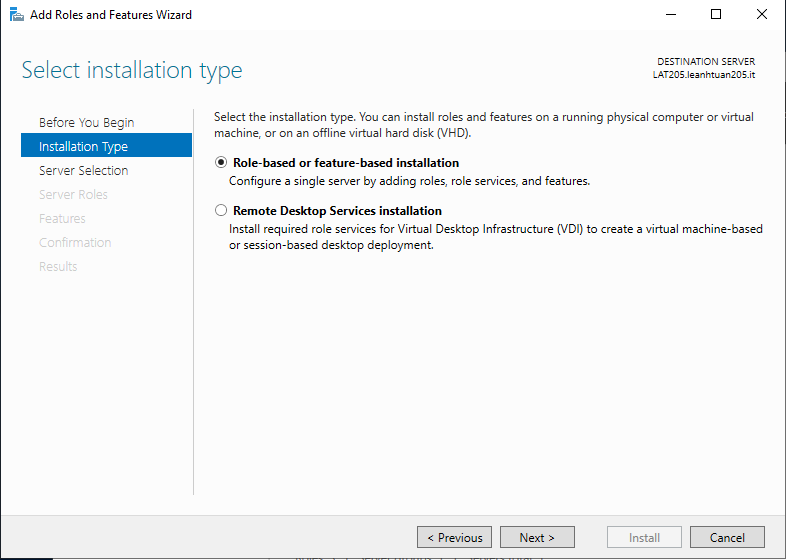 Add Roles and Features Wizard
Select installation type
DESTINATION SERVER
LAT205.leanhtuan205.it
Before You Begin
Installation Type
Server Selection
Server Roles
Features
Confirmation
Results
Select the installation type. You can install roles and features on a running physical computer or virtual
machine, or on an offline virtual hard disk (VHD).
Role-based or feature-based installation
Configure a single server by adding roles, role services, and features.
Remote Desktop Services installation
Install required role services for Virtual Desktop Infrastructure (VDI) to create a virtual machine-based
or session-based desktop deployment.
< Previous
Next >
Install
Cancel